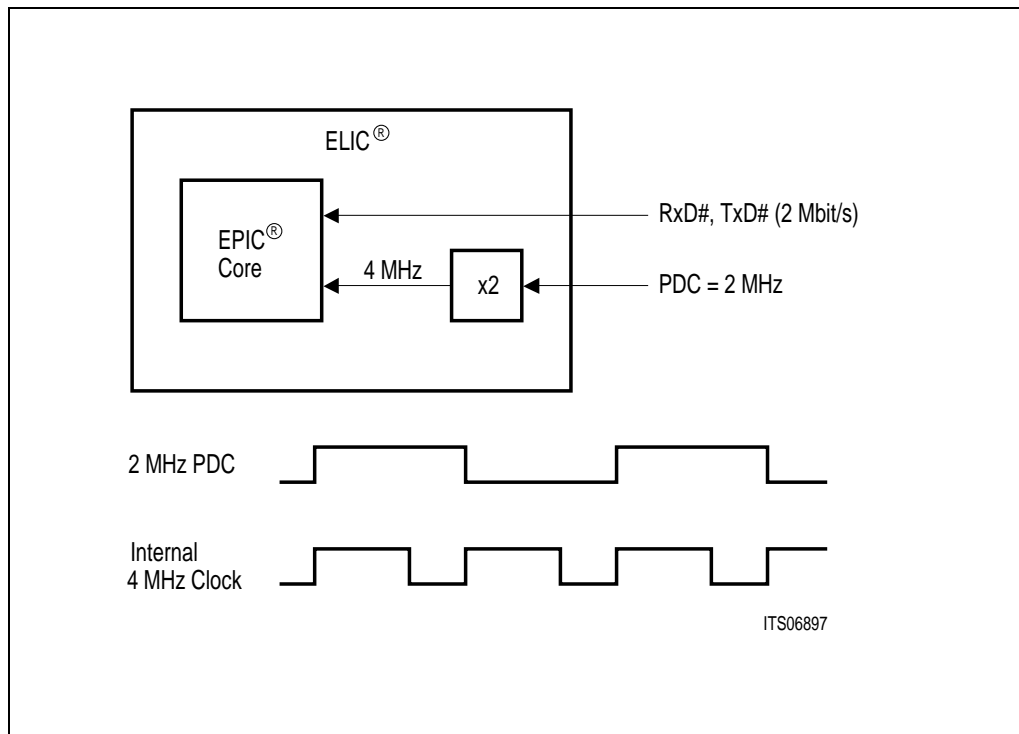 ELIC®
EPIC®
Core
4 MHz
x2
RxD#, TxD# (2 Mbit/s)
PDC = 2 MHz
2 MHz PDC
Internal
4 MHz Clock
ITS06897